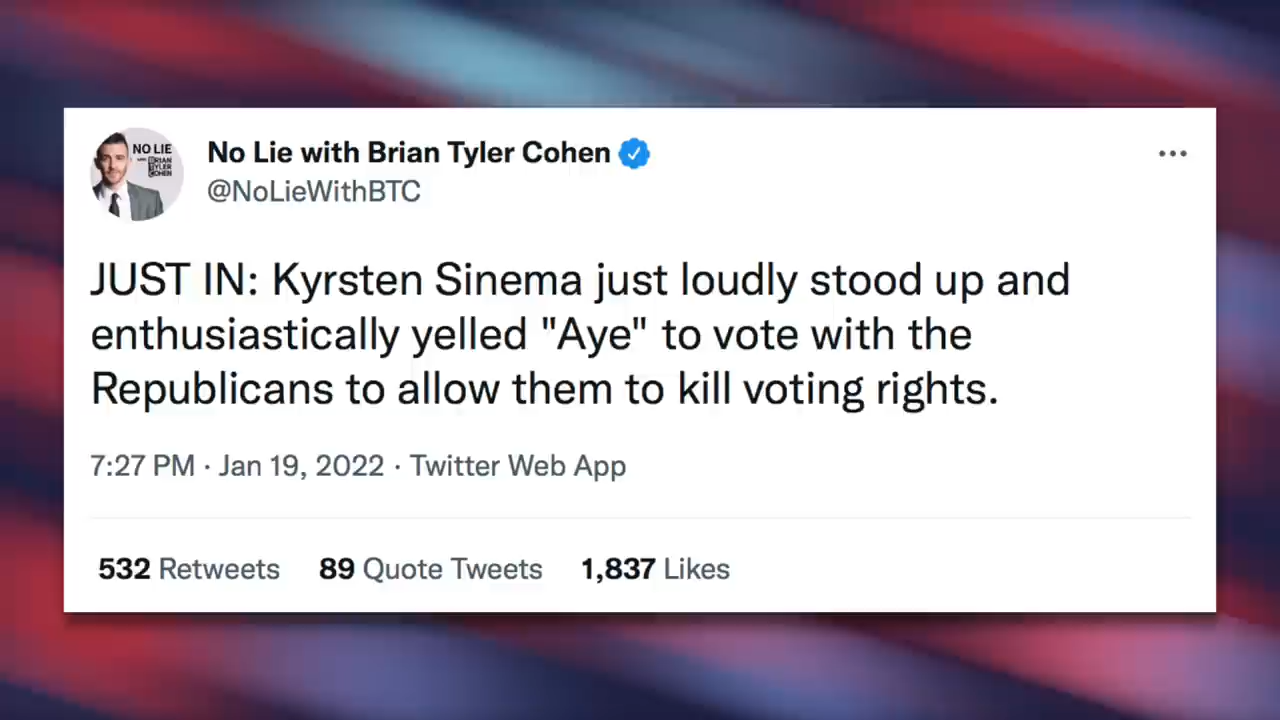 NO LIE
WITH
BRIAN
TYLER
COHEN
No Lie with Brian Tyler Cohen
@NoLieWithBTC
JUST IN: Kyrsten Sinema just loudly stood up and
enthusiastically yelled "Aye" to vote with the
Republicans to allow them to kill voting rights.
7:27 PM · Jan 19, 2022 · Twitter Web App
532 Retweets 89 Quote Tweets 1,837 Likes